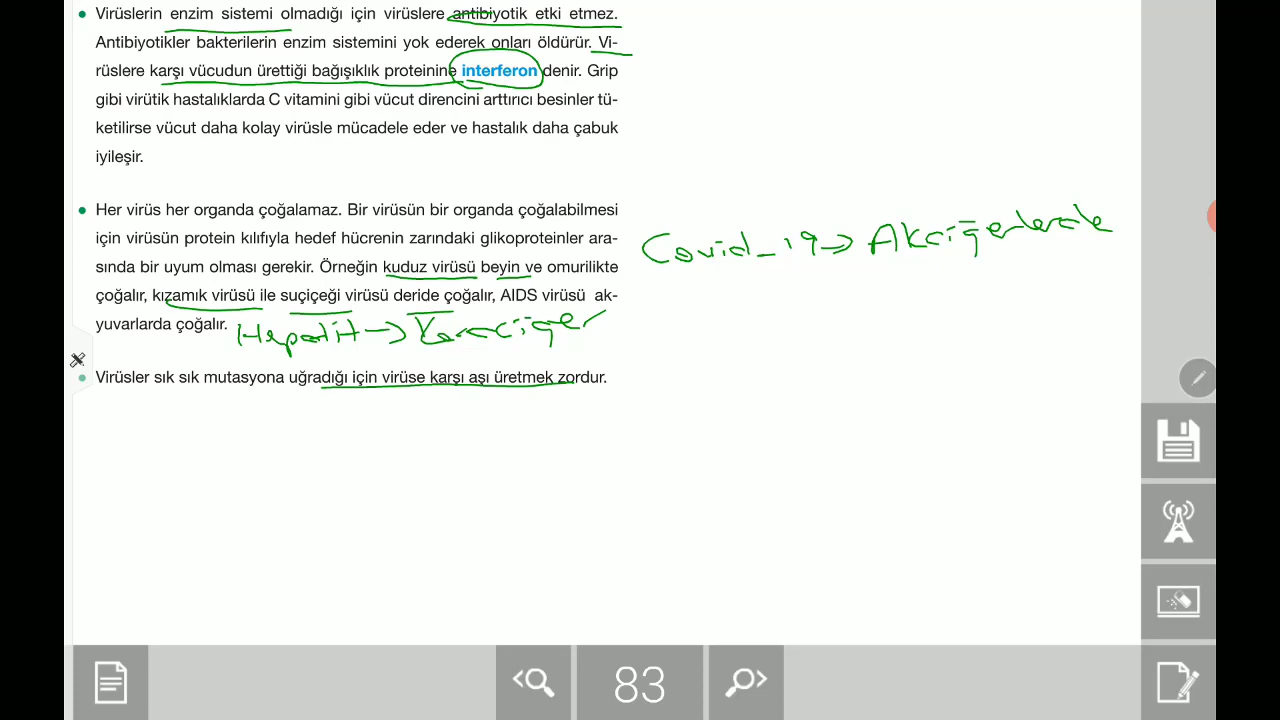 • Virüslerin enzim sistemi olmadığı için virüslere antibiyotik etki etmez.
Antibiyotikler bakterilerin enzim sistemini yok ederek onları öldürür. Vi-
rüslere karşı vücudun ürettiği bağışıklık proteinine interferon denir. Grip
gibi virütik hastalıklarda C vitamini gibi vücut direncini arttırıcı besinler tü-
ketilirse vücut daha kolay virüsle mücadele eder ve hastalık daha çabuk
iyileşir.
• Her virüs her organda çoğalamaz. Bir virüsün bir organda çoğalabilmesi
için virüsün protein kılıfıyla hedef hücrenin zarındaki glikoproteinler ara-
sında bir uyum olması gerekir. Örneğin kuduz virüsü beyin ve omurilikte
çoğalır, kızamık virüsü ile suçiçeği virüsü deride çoğalır, AIDS virüsü ak-
yuvarlarda çoğalır.
Hepatit → Karaciğer
Covid-19 → Akciğerlerde
• Virüsler sık sık mutasyona uğradığı için virüse karşı aşı üretmek zordur.
83